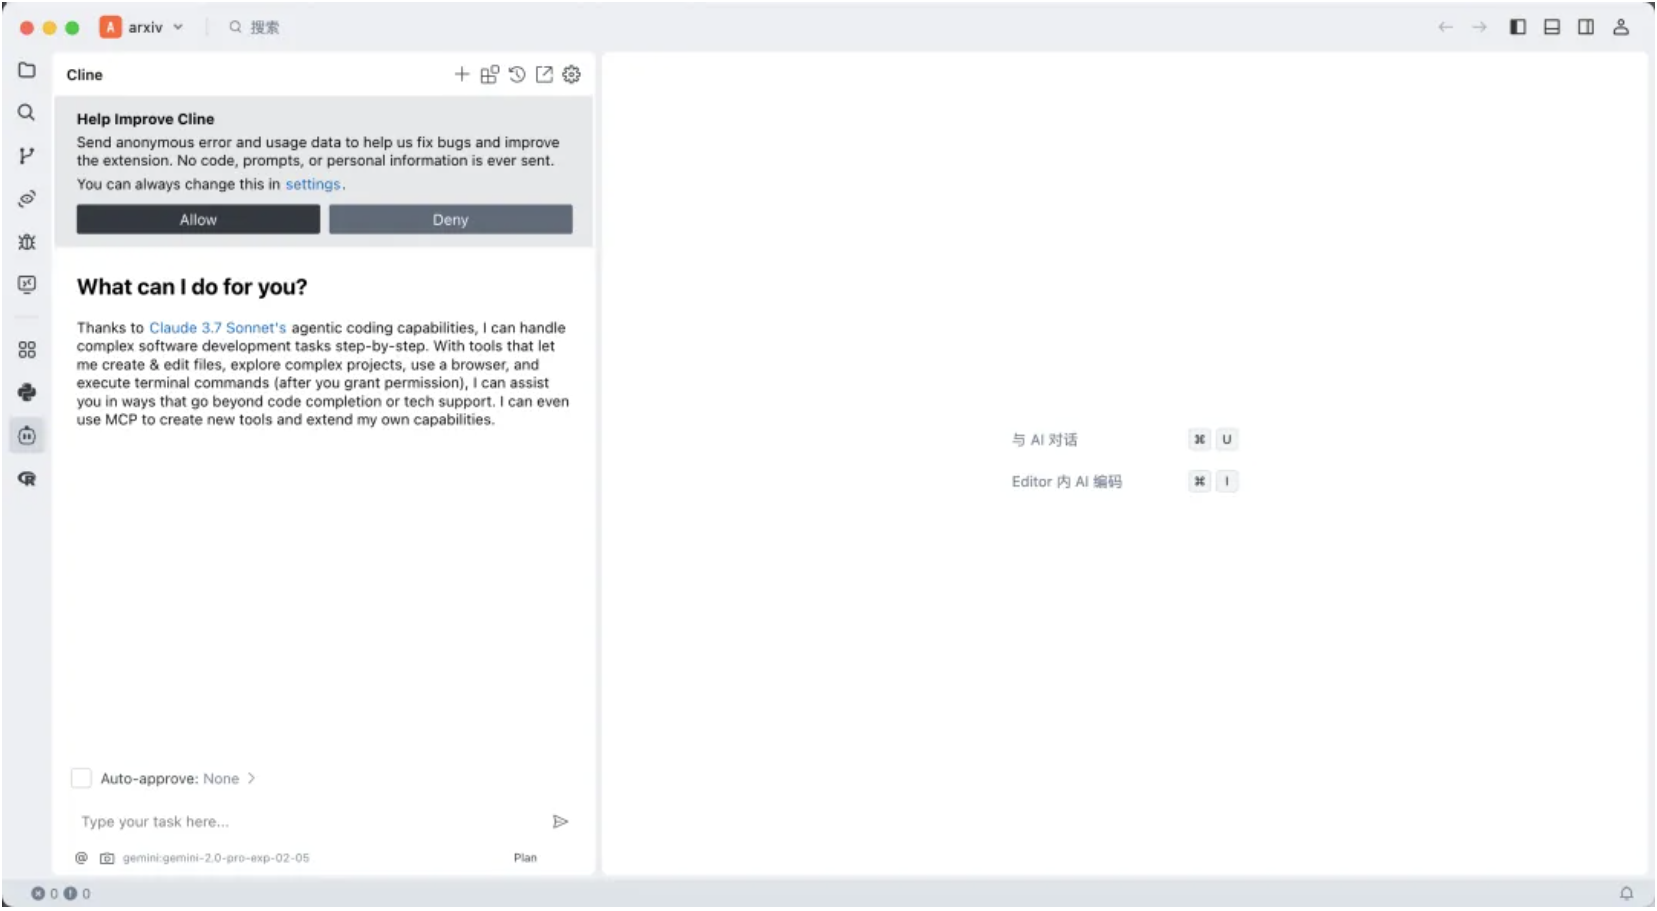 A arxiv 搜索
Cline
Help Improve Cline
Send anonymous error and usage data to help us fix bugs and improve
the extension. No code, prompts, or personal information is ever sent.
You can always change this in settings.
Allow Deny
What can I do for you?
Thanks to Claude 3.7 Sonnet's agentic coding capabilities, I can handle
complex software development tasks step-by-step. With tools that let
me create & edit files, explore complex projects, use a browser, and
execute terminal commands (after you grant permission), I can assist
you in ways that go beyond code completion or tech support. I can even
use MCP to create new tools and extend my own capabilities.
与 AI 对话 ⌘ U
Editor 内 AI 编码 ⌘ I
Auto-approve: None >
Type your task here...
@ gemini:gemini-2.0-pro-exp-02-05 Plan
0 0